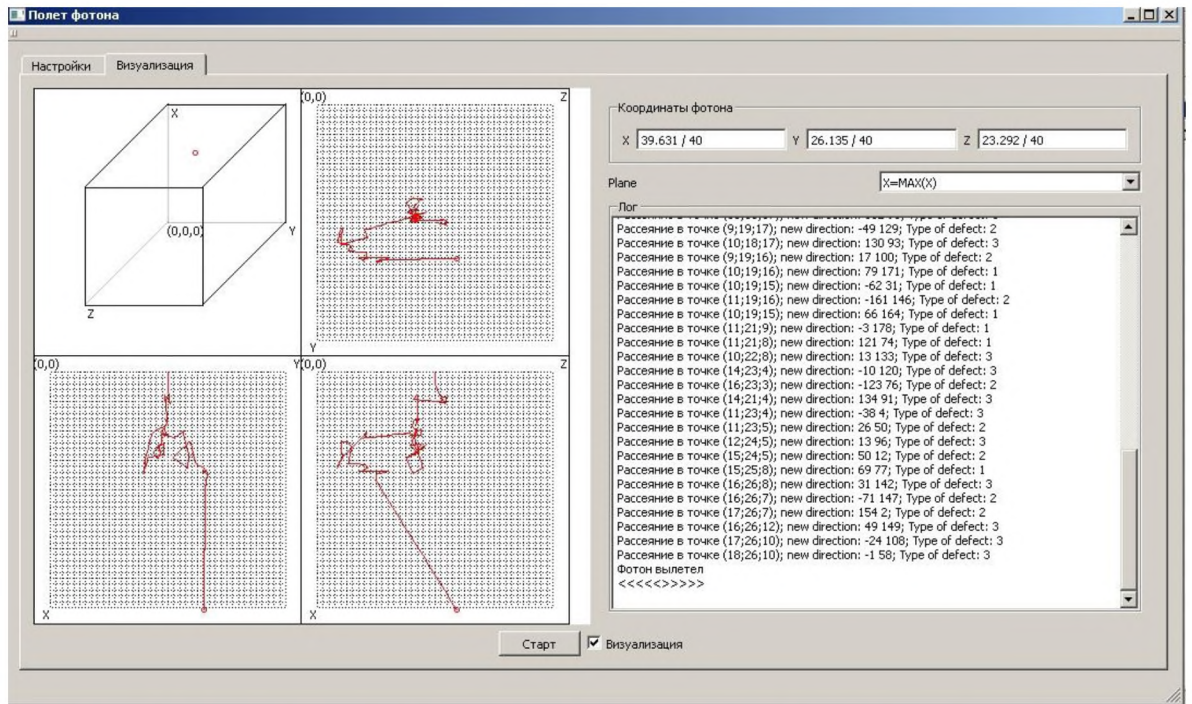 Полет фотона
Настройки Визуализация
X
(0,0,0)
Y
Z
(0,0) Z
Y
(0,0) Y
X
(0,0) Z
X
Координаты фотона
X 39.631 / 40 Y 26.135 / 40 Z 23.292 / 40
Plane X=MAX(X)
Лог
Рассеяние в точке (9;19;17); new direction: -49 129; Type of defect: 2
Рассеяние в точке (10;18;17); new direction: 130 93; Type of defect: 3
Рассеяние в точке (9;19;16); new direction: 17 100; Type of defect: 2
Рассеяние в точке (10;19;16); new direction: 79 171; Type of defect: 1
Рассеяние в точке (10;19;15); new direction: -62 31; Type of defect: 1
Рассеяние в точке (11;19;16); new direction: -161 146; Type of defect: 2
Рассеяние в точке (10;19;15); new direction: 66 164; Type of defect: 1
Рассеяние в точке (11;21;9); new direction: -3 178; Type of defect: 1
Рассеяние в точке (11;21;8); new direction: 121 74; Type of defect: 1
Рассеяние в точке (10;22;8); new direction: 13 133; Type of defect: 3
Рассеяние в точке (14;23;4); new direction: -10 120; Type of defect: 3
Рассеяние в точке (16;23;3); new direction: -123 76; Type of defect: 2
Рассеяние в точке (14;21;4); new direction: 134 91; Type of defect: 3
Рассеяние в точке (11;23;4); new direction: -38 4; Type of defect: 3
Рассеяние в точке (11;23;5); new direction: 26 50; Type of defect: 2
Рассеяние в точке (12;24;5); new direction: 13 96; Type of defect: 3
Рассеяние в точке (15;24;5); new direction: 50 12; Type of defect: 2
Рассеяние в точке (15;25;8); new direction: 69 77; Type of defect: 1
Рассеяние в точке (16;26;8); new direction: 31 142; Type of defect: 3
Рассеяние в точке (16;26;7); new direction: -71 147; Type of defect: 2
Рассеяние в точке (17;26;7); new direction: 154 2; Type of defect: 2
Рассеяние в точке (16;26;12); new direction: 49 149; Type of defect: 3
Рассеяние в точке (17;26;10); new direction: -24 108; Type of defect: 3
Рассеяние в точке (18;26;10); new direction: -1 58; Type of defect: 3
Фотон вылетел
<<<<<>>>>>
Старт Визуализация